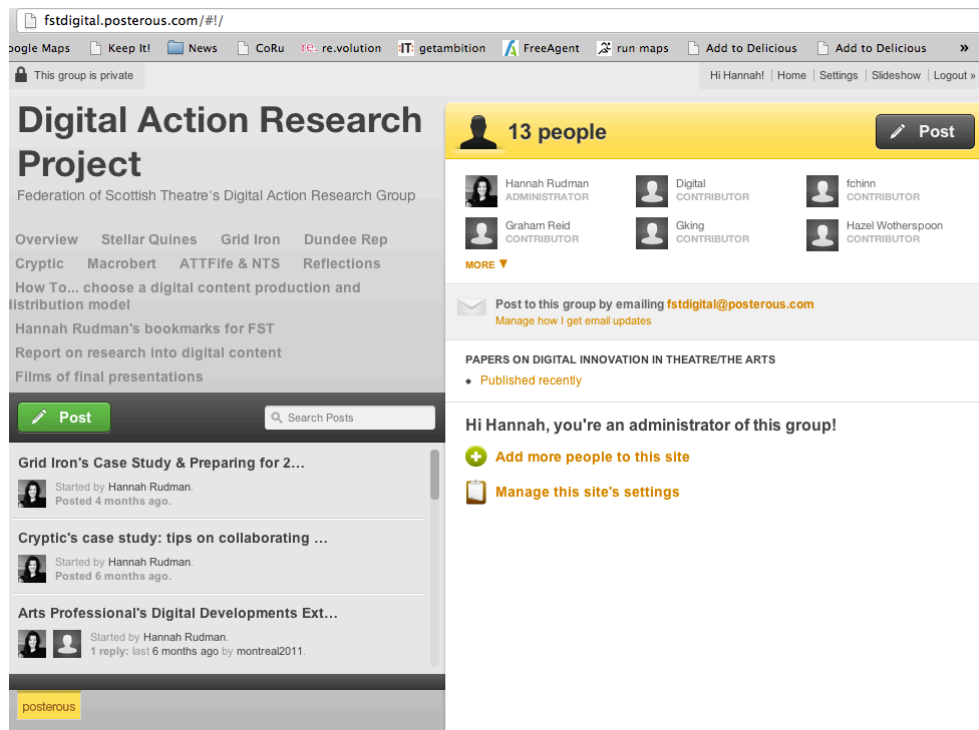 fstdigital.posterous.com/#!/
oogle Maps Keep It! News CoRu re. re.volution :IT: getambition FreeAgent run maps Add to Delicious Add to Delicious »
This group is private
Hi Hannah! | Home | Settings | Slideshow | Logout »
Digital Action Research
Project
Federation of Scottish Theatre's Digital Action Research Group
Overview Stellar Quines Grid Iron Dundee Rep
Cryptic Macrobert ATTFife & NTS Reflections
How To... choose a digital content production and
distribution model
Hannah Rudman's bookmarks for FST
Report on research into digital content
Films of final presentations
Post
Search Posts
Grid Iron's Case Study & Preparing for 2...
Started by Hannah Rudman.
Posted 4 months ago.
Cryptic's case study: tips on collaborating ...
Started by Hannah Rudman.
Posted 6 months ago.
Arts Professional's Digital Developments Ext...
Started by Hannah Rudman.
1 reply: last 6 months ago by montreal2011.
posterous
13 people
Post
Hannah Rudman
ADMINISTRATOR
Digital
CONTRIBUTOR
fchinn
CONTRIBUTOR
Graham Reid
CONTRIBUTOR
Gking
CONTRIBUTOR
Hazel Wotherspoon
CONTRIBUTOR
MORE ▼
Post to this group by emailing fstdigital@posterous.com
Manage how I get email updates
PAPERS ON DIGITAL INNOVATION IN THEATRE/THE ARTS
• Published recently
Hi Hannah, you're an administrator of this group!
Add more people to this site
Manage this site's settings